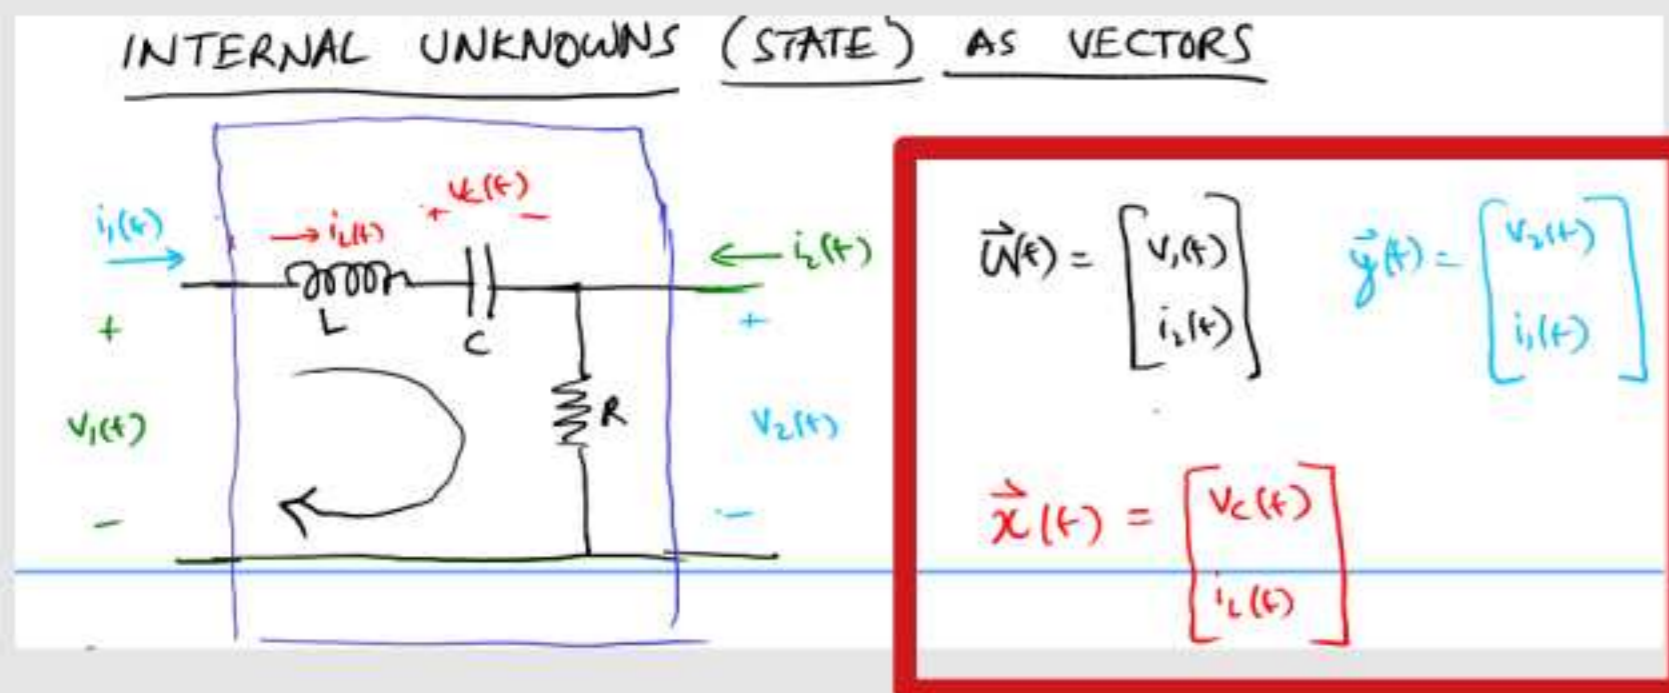 INTERNAL UNKNOWNS (STATE) AS VECTORS
i₁(t)
→ i_L(t)
+ v_c(t) −
← i₂(t)
L
C
+
+
v₁(t)
R
v₂(t)
−
−
u⃗(t) = [v₁(t)
i₂(t)]
y⃗(t) = [v₂(t)
i₁(t)]
x⃗(t) = [v_c(t)
i_L(t)]